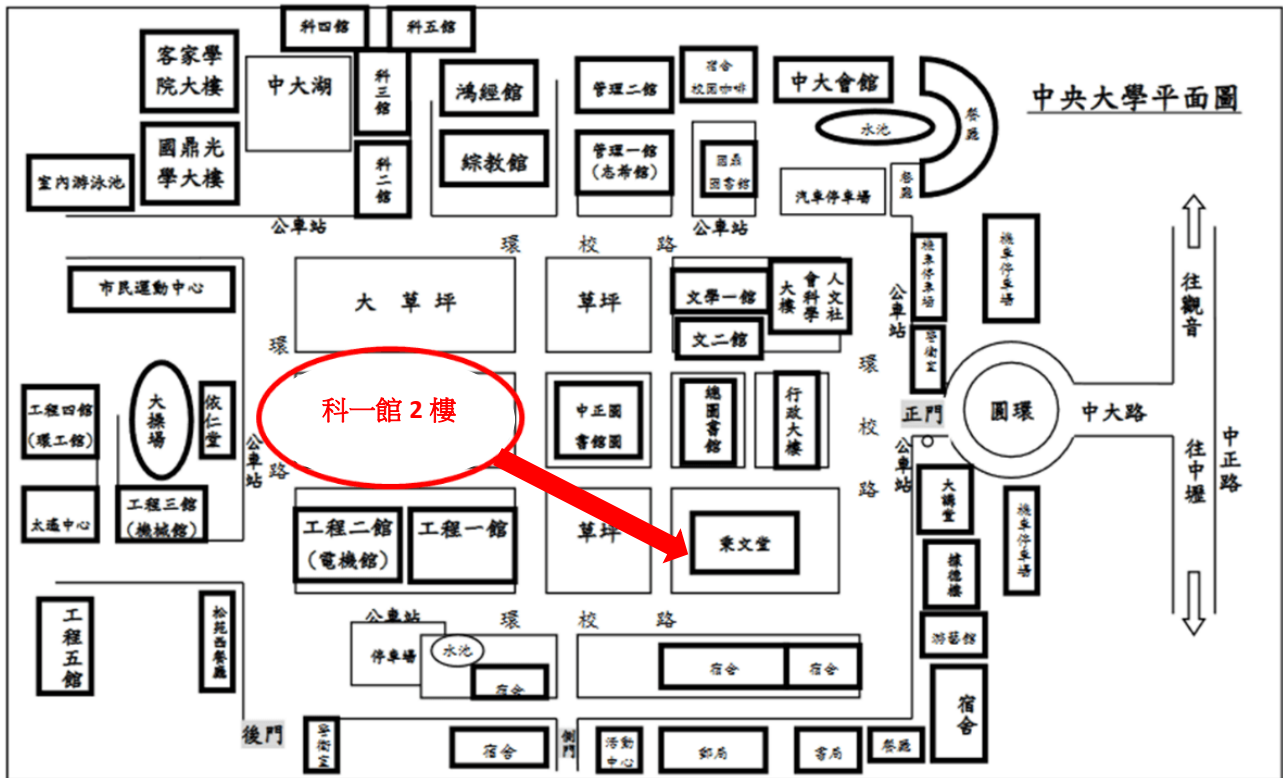 中央大學平面圖
科四館
科五館
客家學
院大樓
中大湖
科三館
鴻經館
管理二館
宿舍
校園咖啡
中大會館
水池
餐廳
國鼎光
學大樓
科二館
綜教館
管理一館
(志希館)
國鼎
圖書館
汽車停車場
餐廳
室內游泳池
公車站
公車站
環校路
機車停車場
機車停車場
往觀音
市民運動中心
大草坪
草坪
文學一館
人文社
會科學
大樓
文二館
公車站
警衛室
環校路
科一館2樓
中正圖
書館圖
總圖書館
行政大樓
環校路
正門
圓環
中大路
中正路
往中壢
工程四館
(環工館)
大操場
依仁堂
公車站
公車站
太遙中心
工程三館
(機械館)
工程二館
(電機館)
工程一館
草坪
秉文堂
大講堂
機車停車場
據德樓
游藝館
宿舍
公車站
環校路
工程五館
松苑西餐廳
停車場
水池
宿舍
宿舍
宿舍
後門
警衛室
宿舍
側門
活動
中心
郵局
書局
餐廳